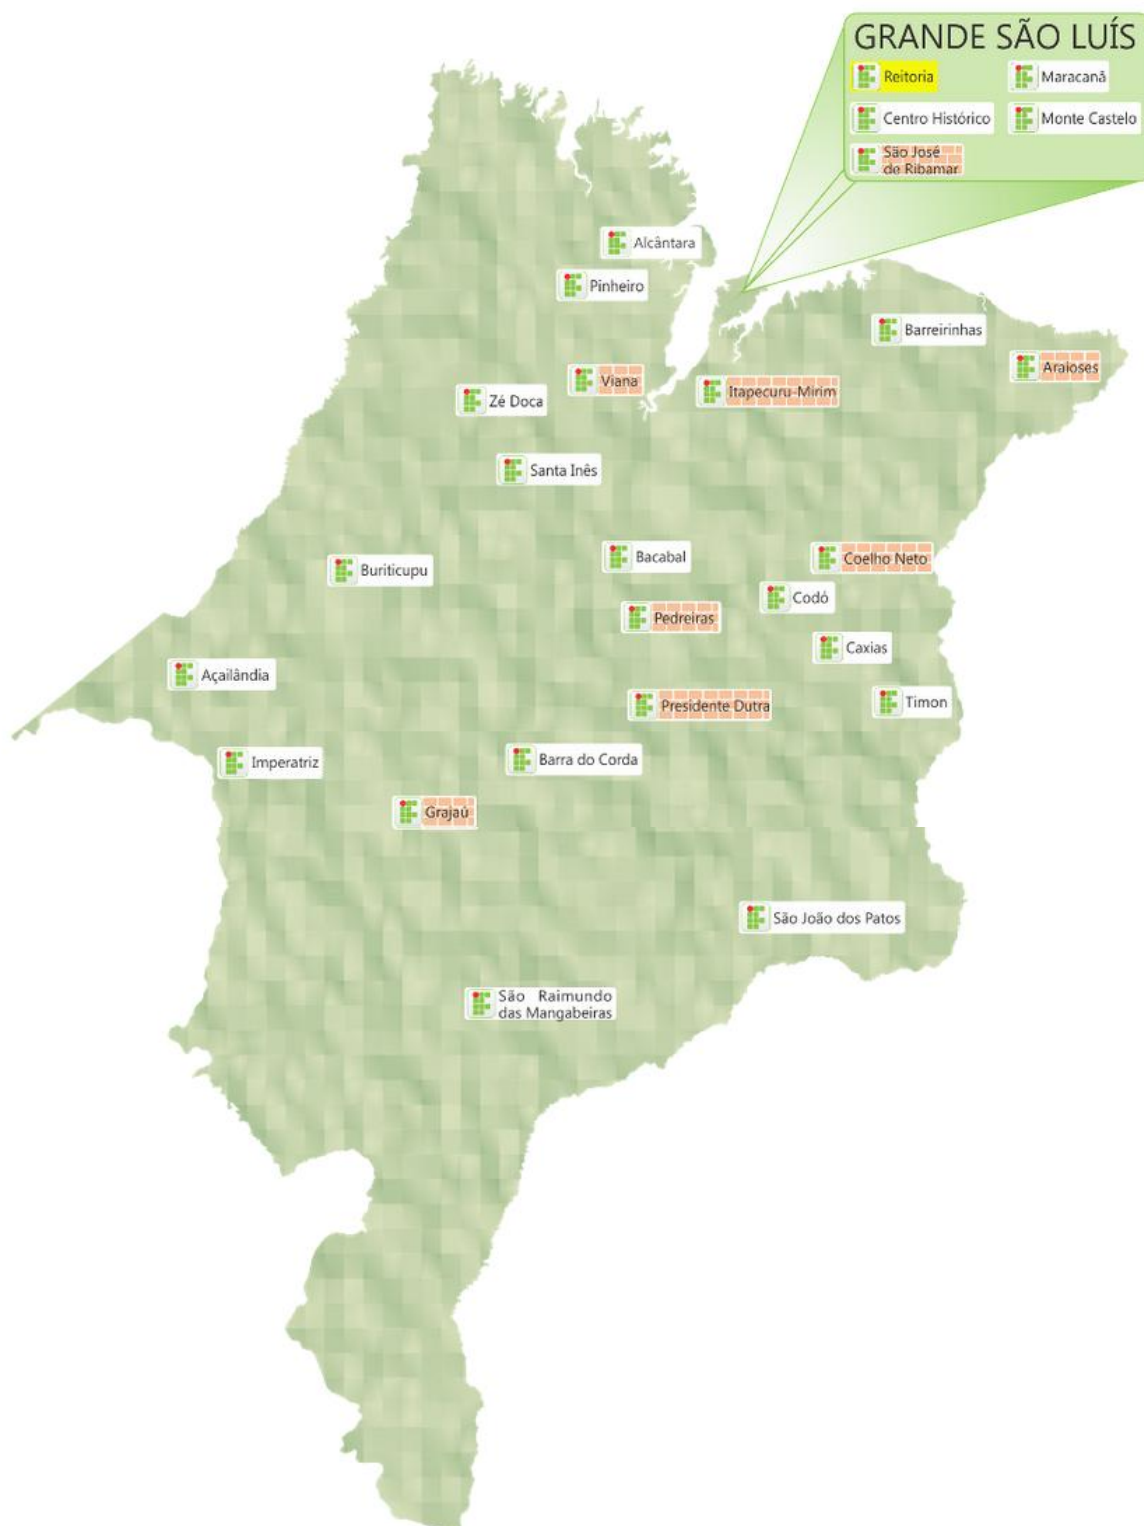 GRANDE SÃO LUÍS
Reitoria
Maracanã
Centro Histórico
Monte Castelo
São José
de Ribamar
Alcântara
Pinheiro
Barreirinhas
Araioses
Viana
Itapecuru-Mirim
Zé Doca
Santa Inês
Bacabal
Coelho Neto
Buriticupu
Codó
Pedreiras
Caxias
Açailândia
Presidente Dutra
Timon
Barra do Corda
Imperatriz
Grajaú
São João dos Patos
São Raimundo
das Mangabeiras